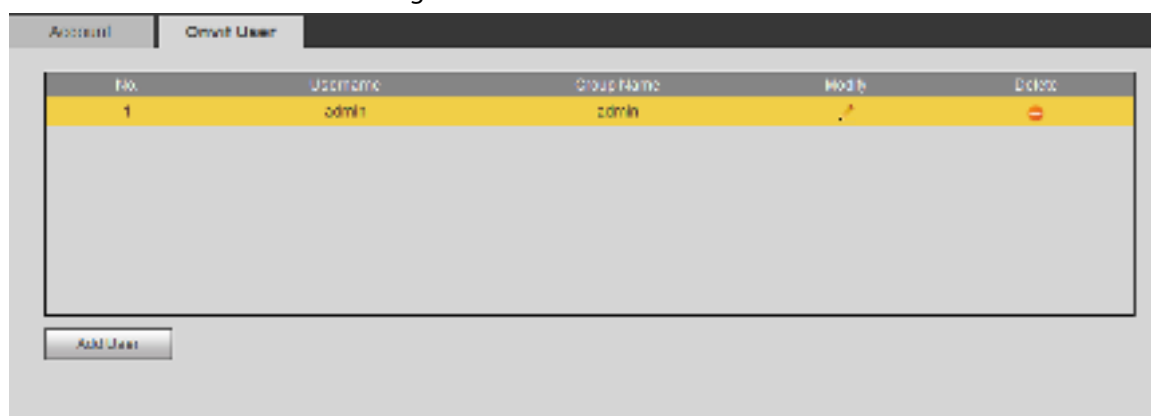 Account Onvif User
No. Username Group Name Modify Delete
1 admin admin
Add User